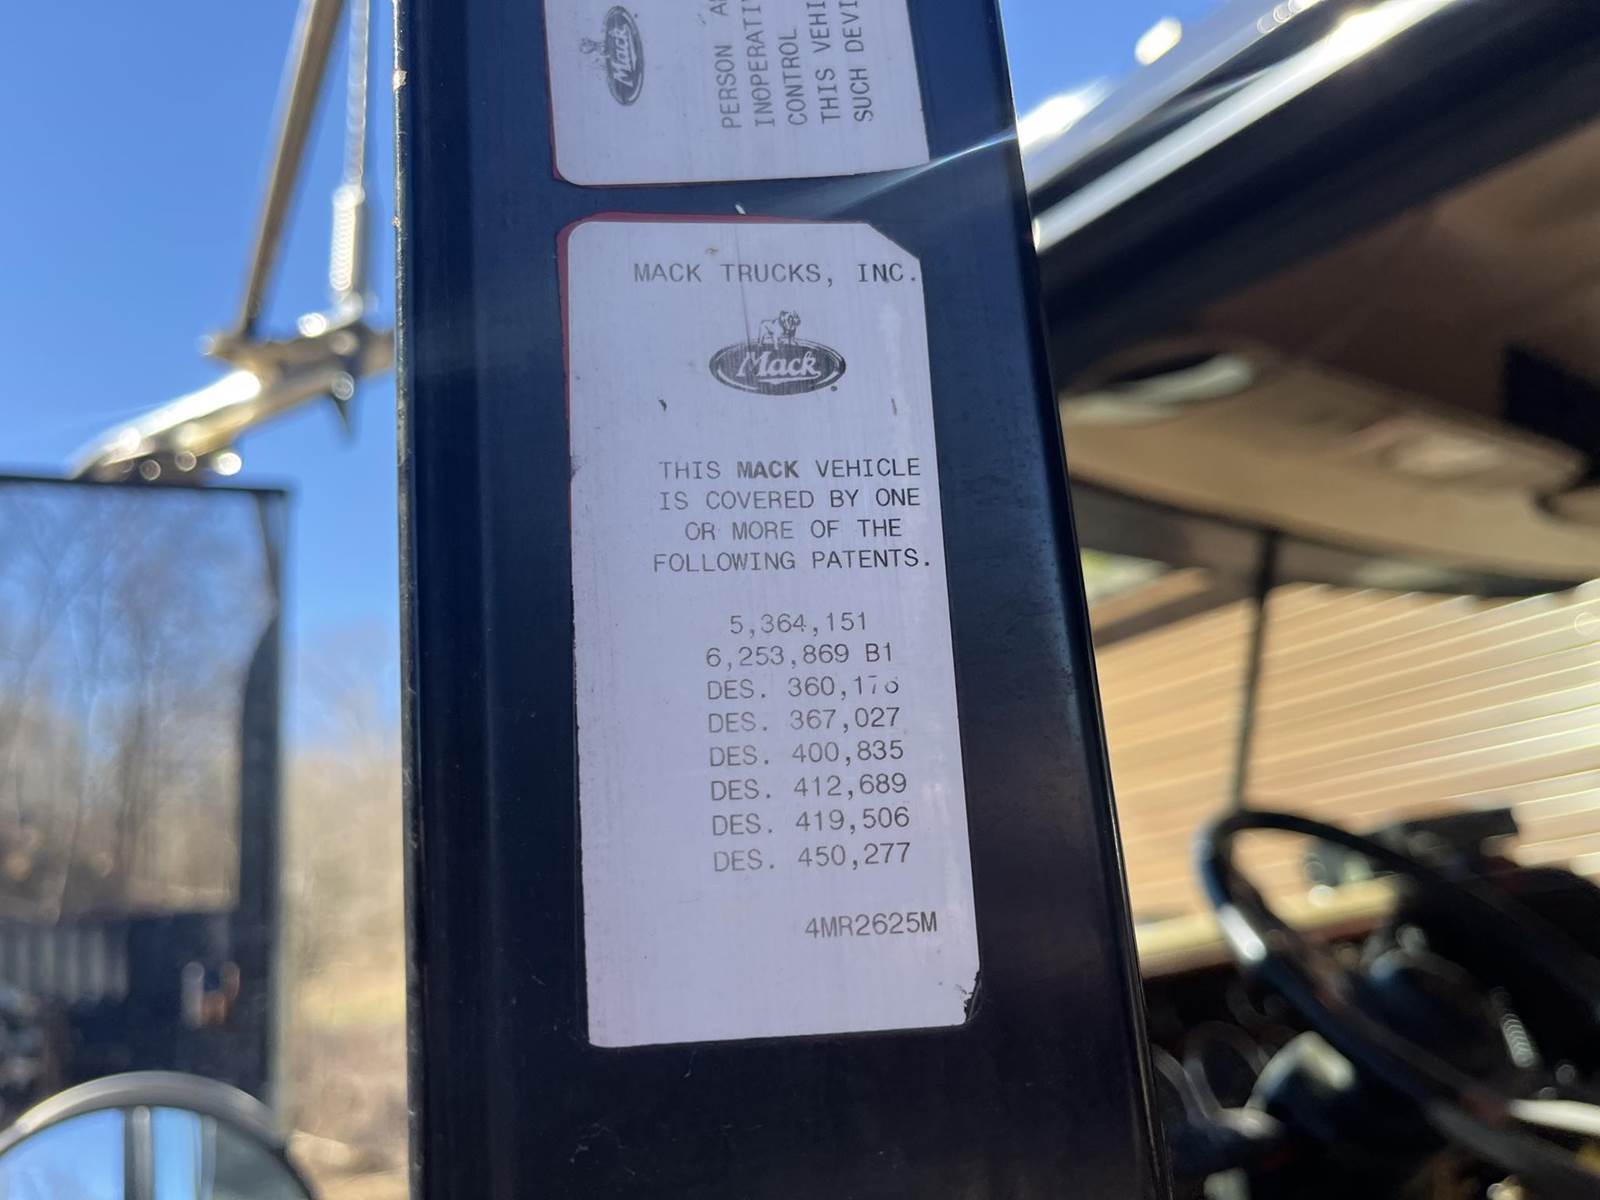 Mack
PERSON
INOPERATI
CONTROL
THIS VEHI
SUCH DEVI
MACK TRUCKS, INC.
Mack
THIS MACK VEHICLE
IS COVERED BY ONE
OR MORE OF THE
FOLLOWING PATENTS.
5,364,151
6,253,869 B1
DES.
DES. 367,027
DES. 400,835
DES. 412,689
DES. 419,506
DES. 450,277
4MR2625M